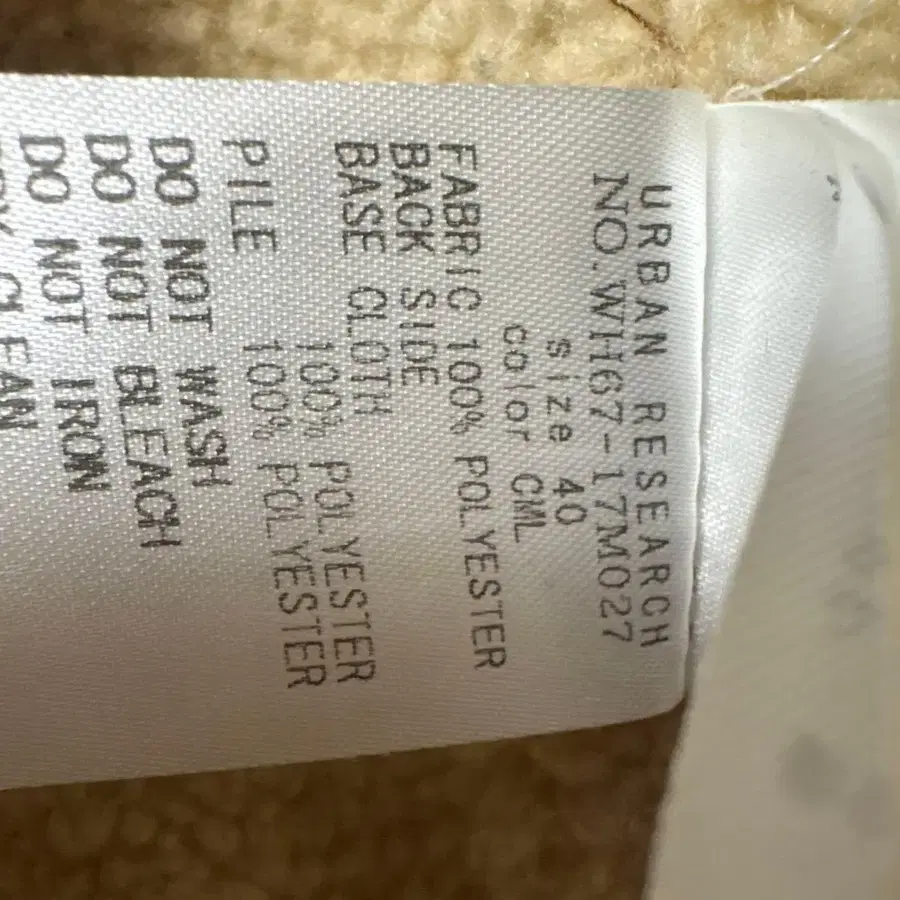 URBAN RESEARCH
NO.WH67-17M027
size 40
color CML
FABRIC 100% POLYESTER
BACK SIDE
BASE CLOTH
100% POLYESTER
PILE
100% POLYESTER
DO NOT WASH
DO NOT BLEACH
DO NOT IRON
CLEAN